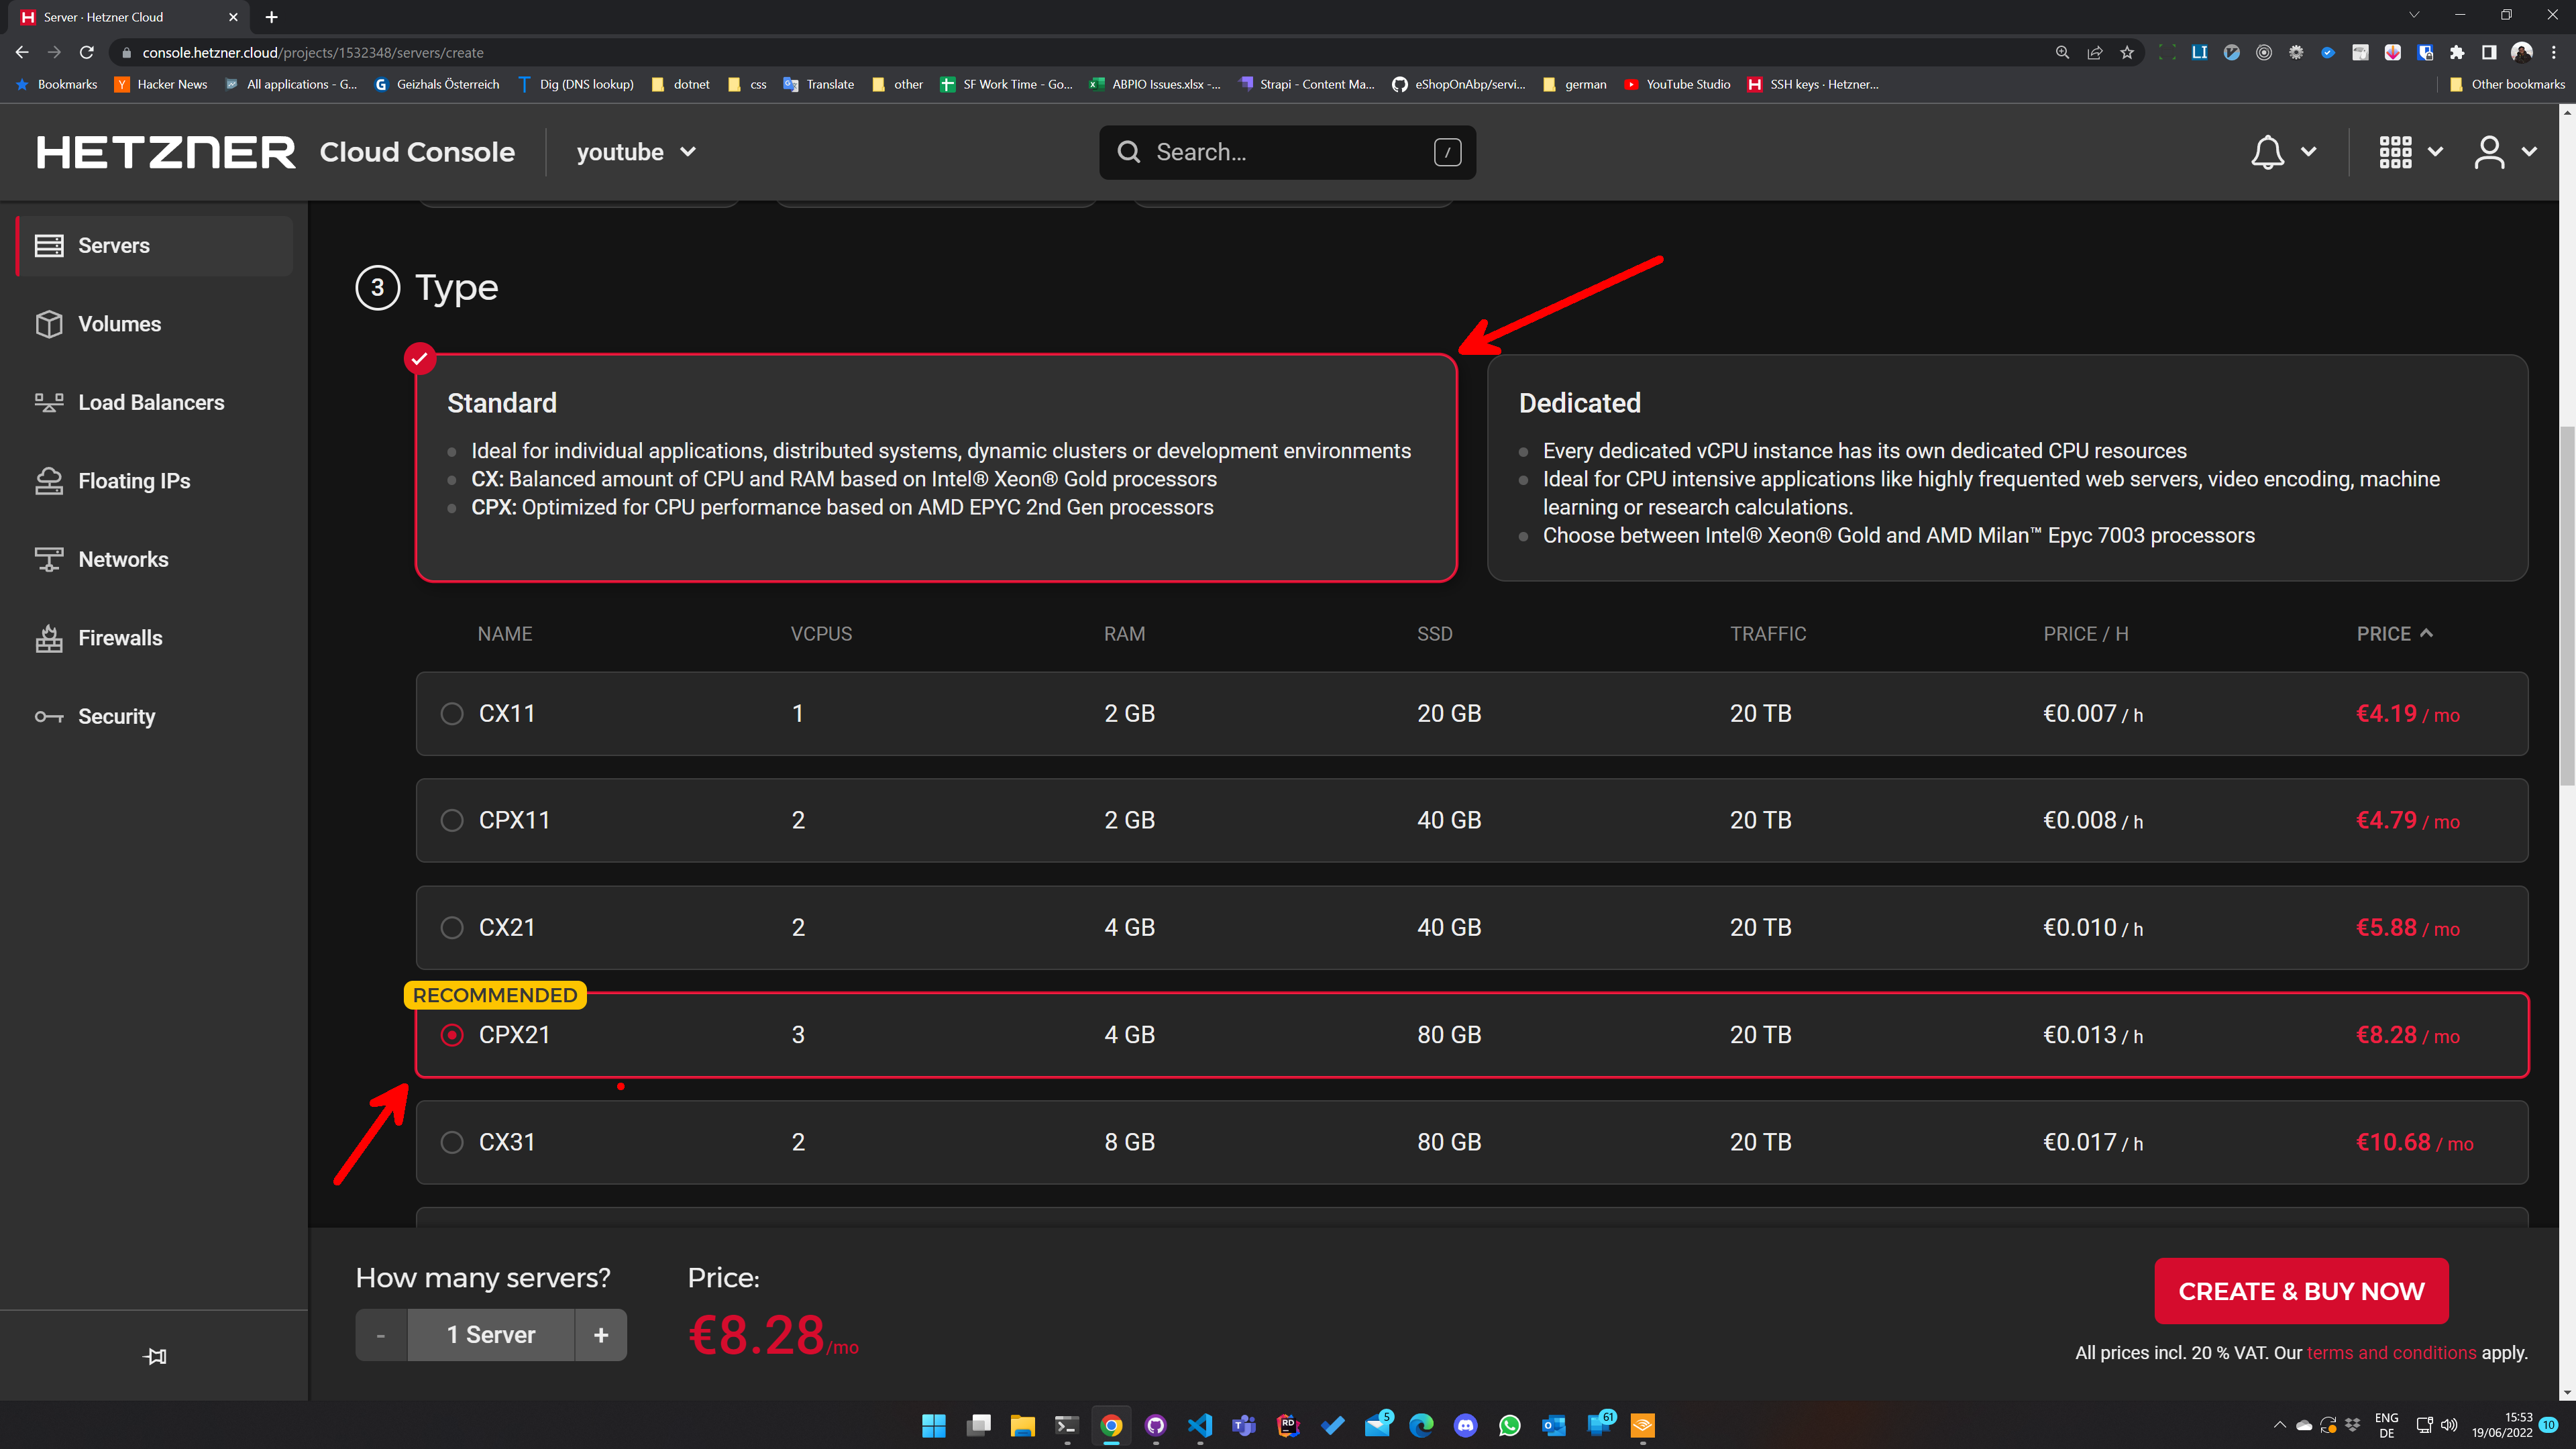 Server · Hetzner Cloud
console.hetzner.cloud/projects/1532348/servers/create
Bookmarks
Hacker News
All applications - G...
Geizhals Österreich
Dig (DNS lookup)
dotnet
css
Translate
other
SF Work Time - Go...
ABPIO Issues.xlsx -...
Strapi - Content Ma...
eShopOnAbp/servi...
german
YouTube Studio
SSH keys · Hetzner...
Other bookmarks
HETZNER Cloud Console youtube
Search... /
Servers
Volumes
Load Balancers
Floating IPs
Networks
Firewalls
Security
3 Type
Standard
Ideal for individual applications, distributed systems, dynamic clusters or development environments
CX: Balanced amount of CPU and RAM based on Intel® Xeon® Gold processors
CPX: Optimized for CPU performance based on AMD EPYC 2nd Gen processors
Dedicated
Every dedicated vCPU instance has its own dedicated CPU resources
Ideal for CPU intensive applications like highly frequented web servers, video encoding, machine
learning or research calculations.
Choose between Intel® Xeon® Gold and AMD Milan™ Epyc 7003 processors
NAME VCPUS RAM SSD TRAFFIC PRICE / H PRICE
CX11 1 2 GB 20 GB 20 TB €0.007 / h €4.19 / mo
CPX11 2 2 GB 40 GB 20 TB €0.008 / h €4.79 / mo
CX21 2 4 GB 40 GB 20 TB €0.010 / h €5.88 / mo
RECOMMENDED
CPX21 3 4 GB 80 GB 20 TB €0.013 / h €8.28 / mo
CX31 2 8 GB 80 GB 20 TB €0.017 / h €10.68 / mo
How many servers?
- 1 Server +
Price:
€8.28/mo
CREATE & BUY NOW
All prices incl. 20 % VAT. Our terms and conditions apply.
5
61
ENG
DE
15:53
19/06/2022
10